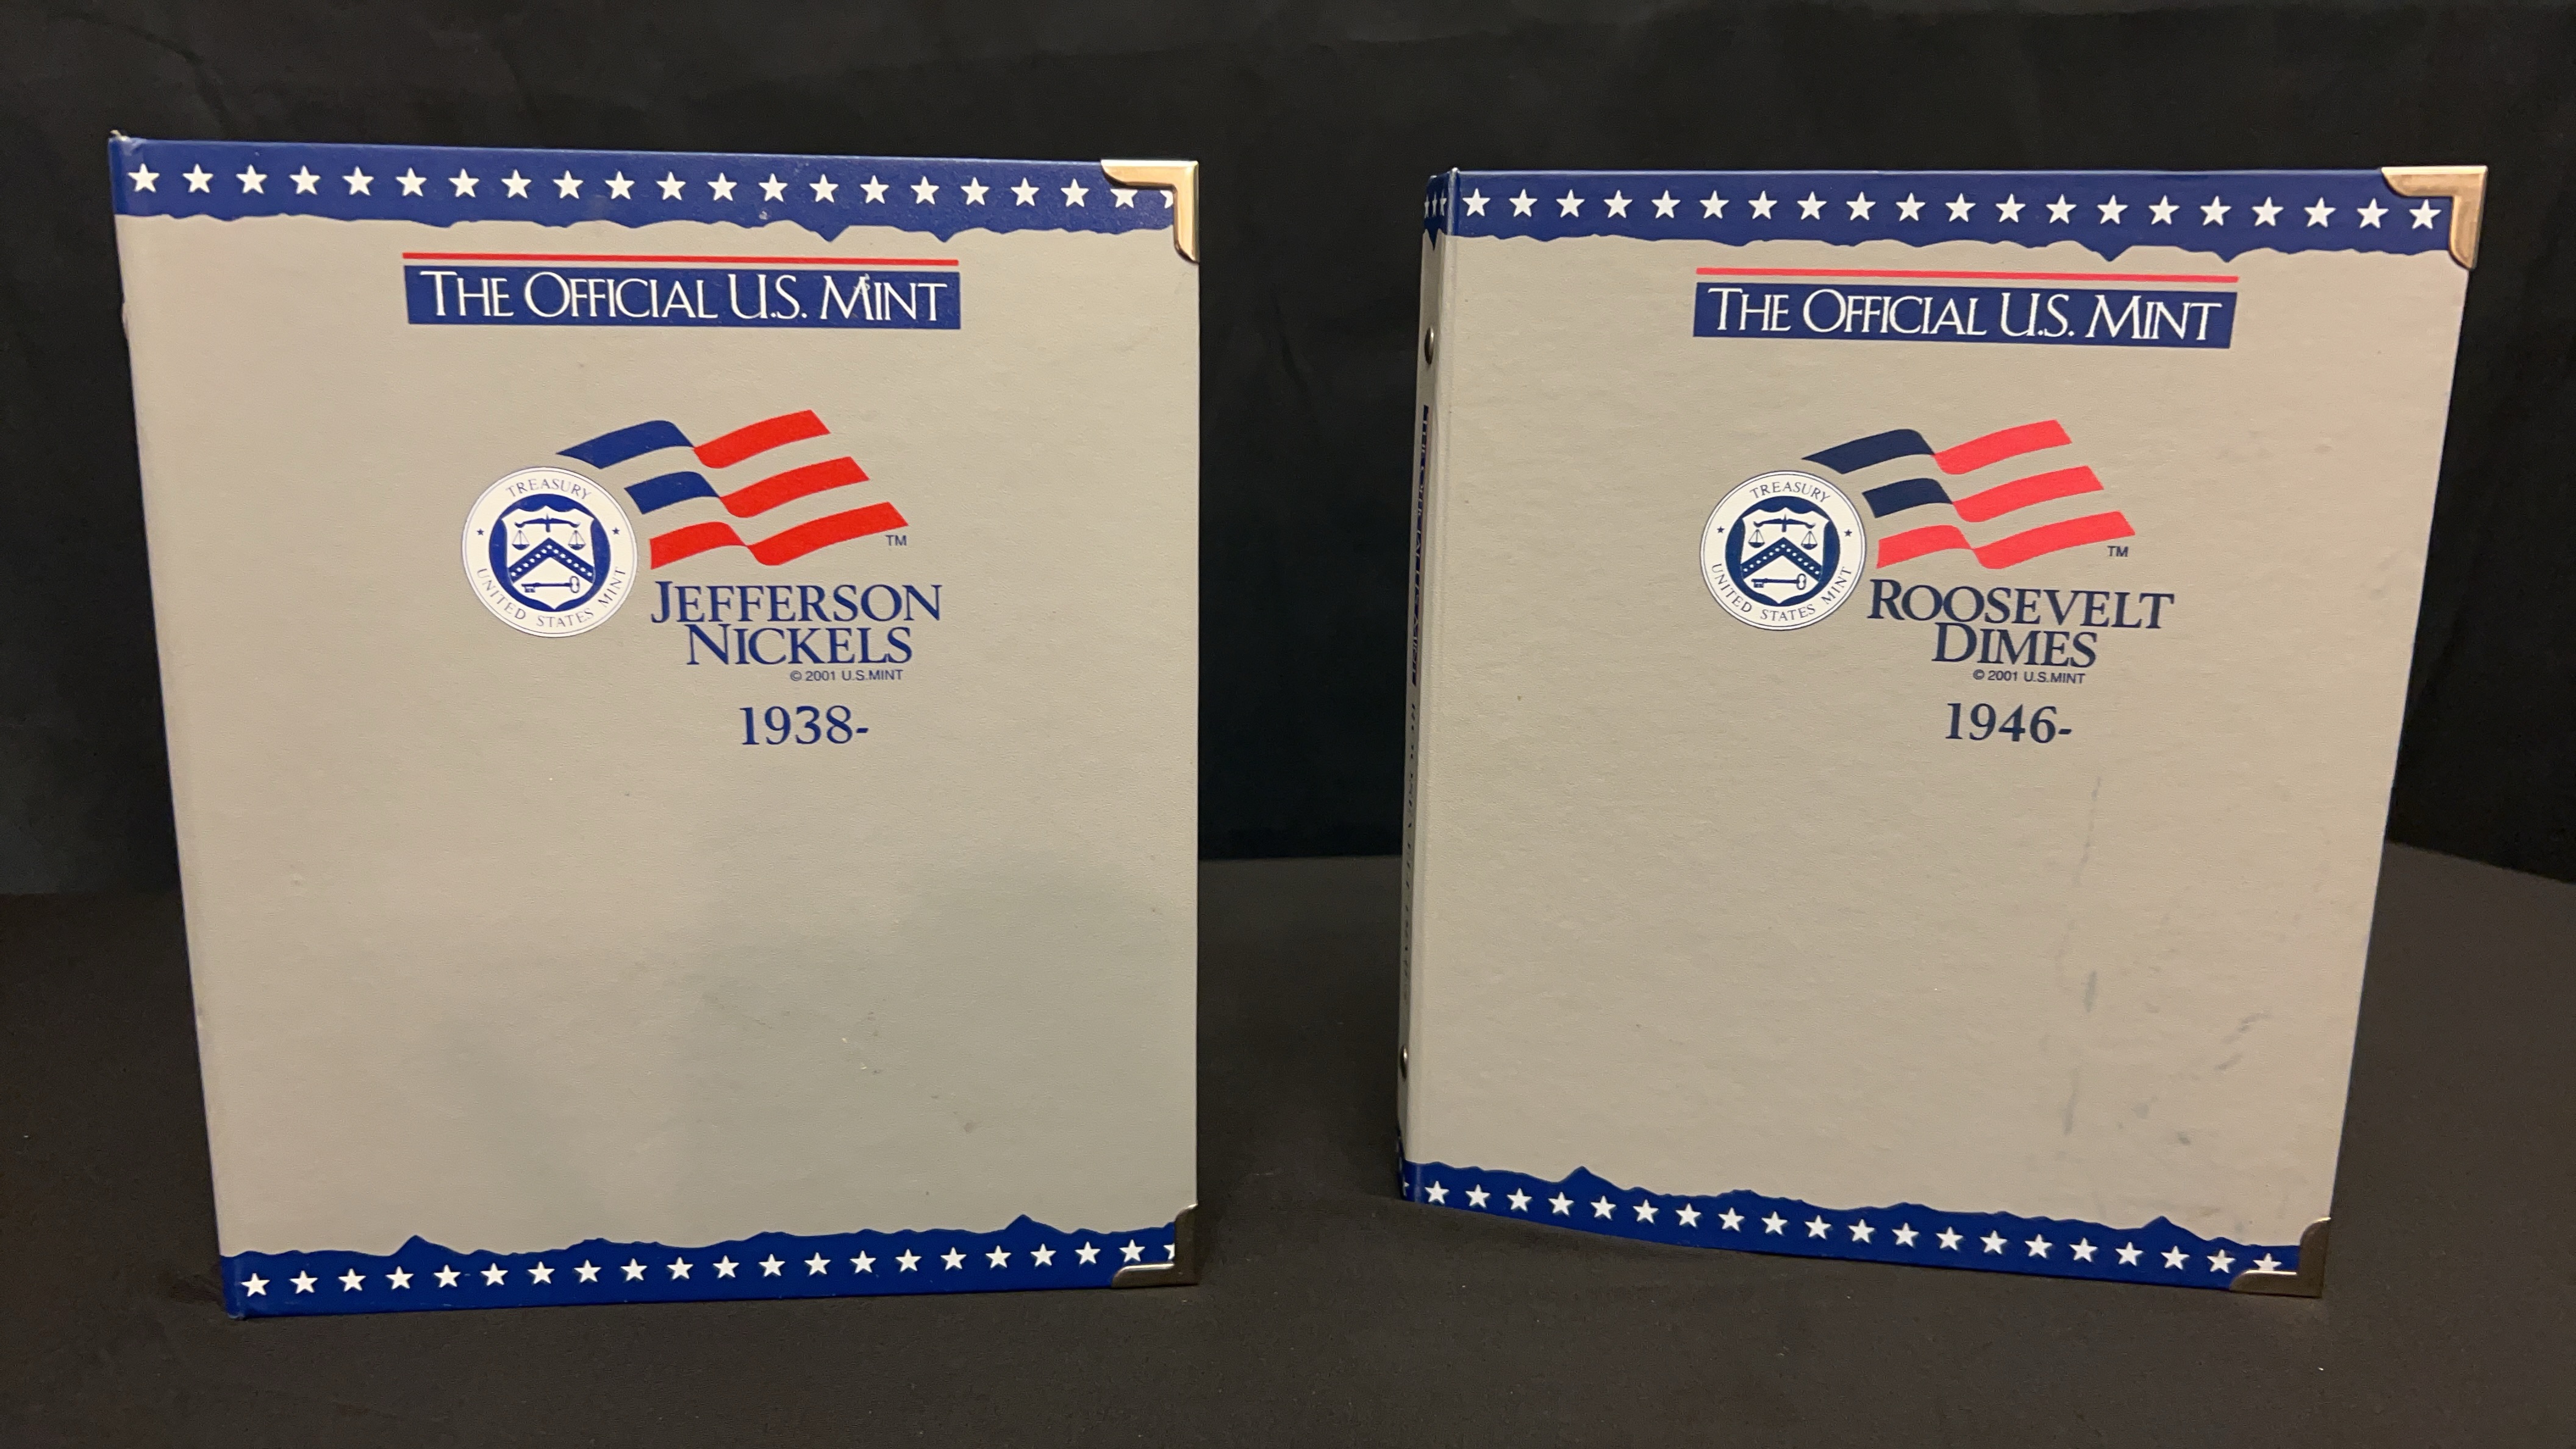 THE OFFICIAL U.S. MINT
TREASURY
UNITED STATES MINT
TM
JEFFERSON
NICKELS
© 2001 U.S.MINT
1938-
THE OFFICIAL U.S. MINT
TREASURY
UNITED STATES MINT
TM
ROOSEVELT
DIMES
© 2001 U.S.MINT
1946-